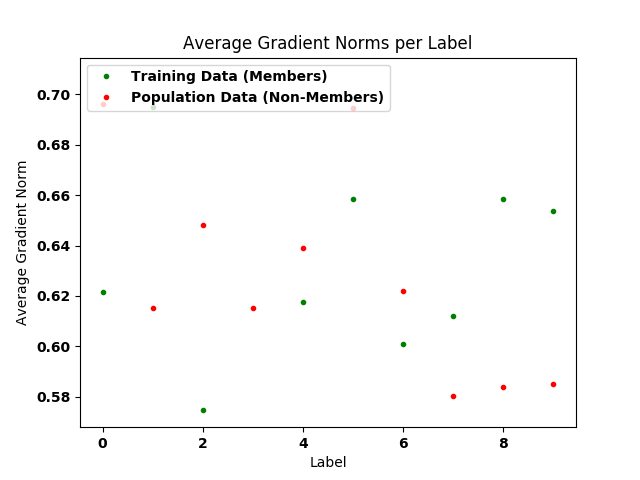 Average Gradient Norms per Label
Training Data (Members)
Population Data (Non-Members)
0.70
0.68
0.66
0.64
0.62
0.60
0.58
Average Gradient Norm
0 2 4 6 8
Label